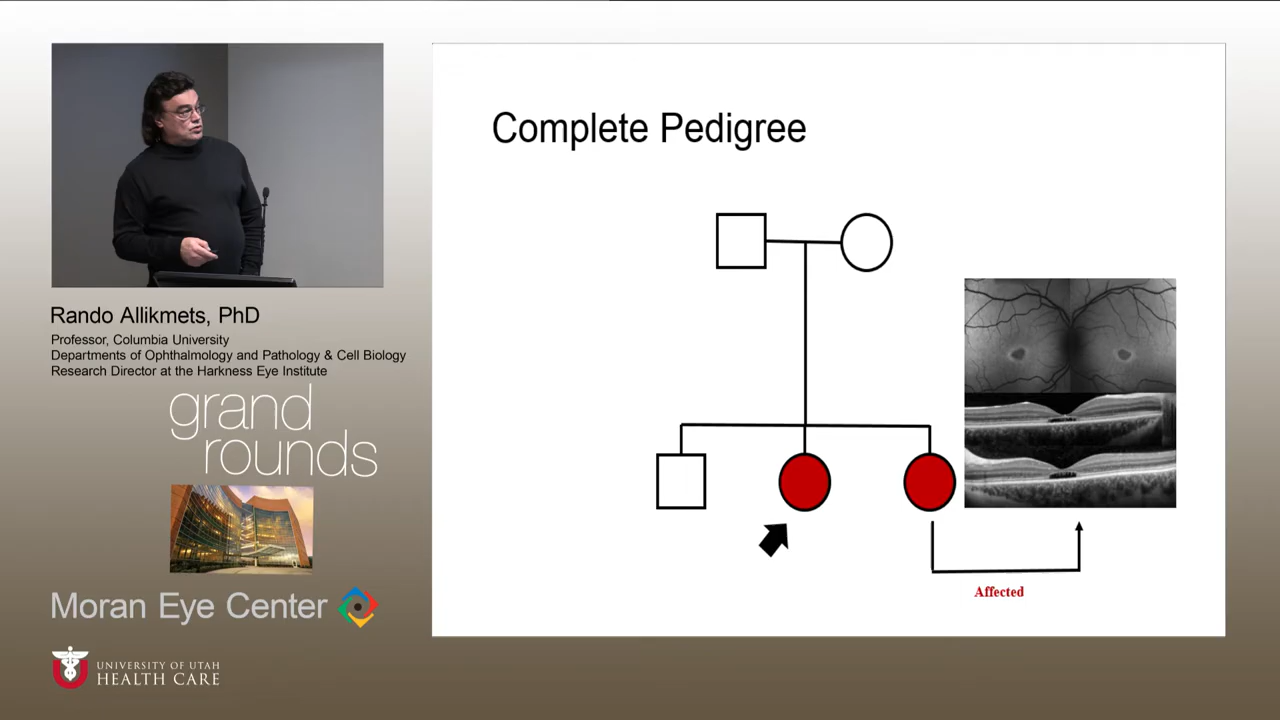 Complete Pedigree
Affected
Rando Allikmets, PhD
Professor, Columbia University
Departments of Ophthalmology and Pathology & Cell Biology
Research Director at the Harkness Eye Institute
grand
rounds
Moran Eye Center
UNIVERSITY OF UTAH
HEALTH CARE